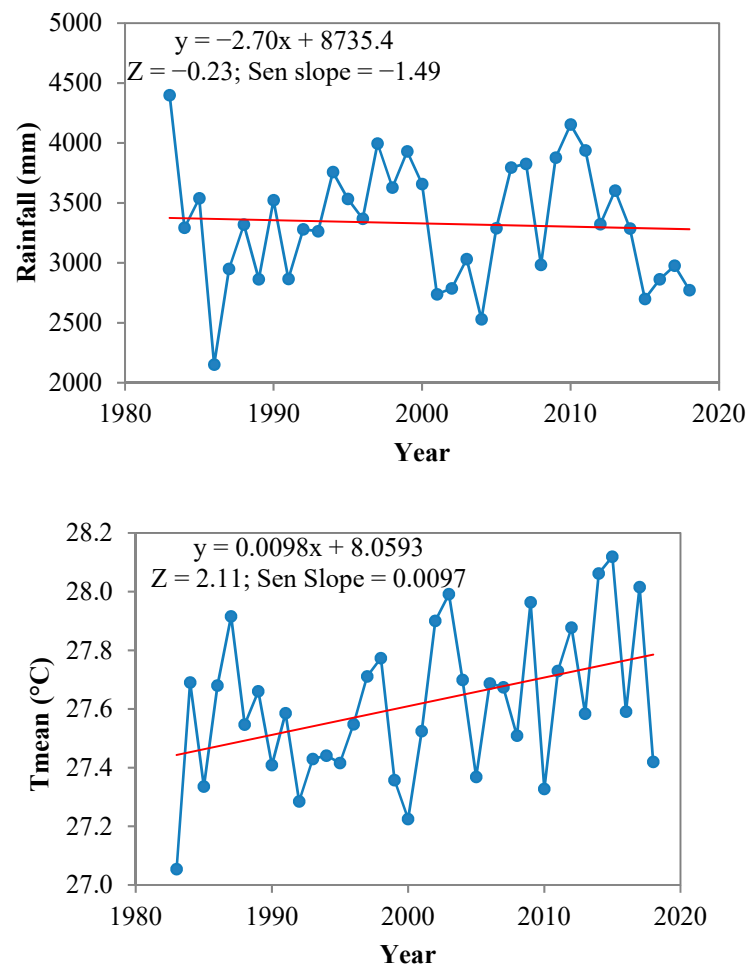 y = −2.70x + 8735.4
Z = −0.23; Sen slope = −1.49
5000
4500
4000
3500
3000
2500
2000
Rainfall (mm)
1980 1990 2000 2010 2020
Year
y = 0.0098x + 8.0593
Z = 2.11; Sen Slope = 0.0097
28.2
28.0
27.8
27.6
27.4
27.2
27.0
Tmean (°C)
1980 1990 2000 2010 2020
Year